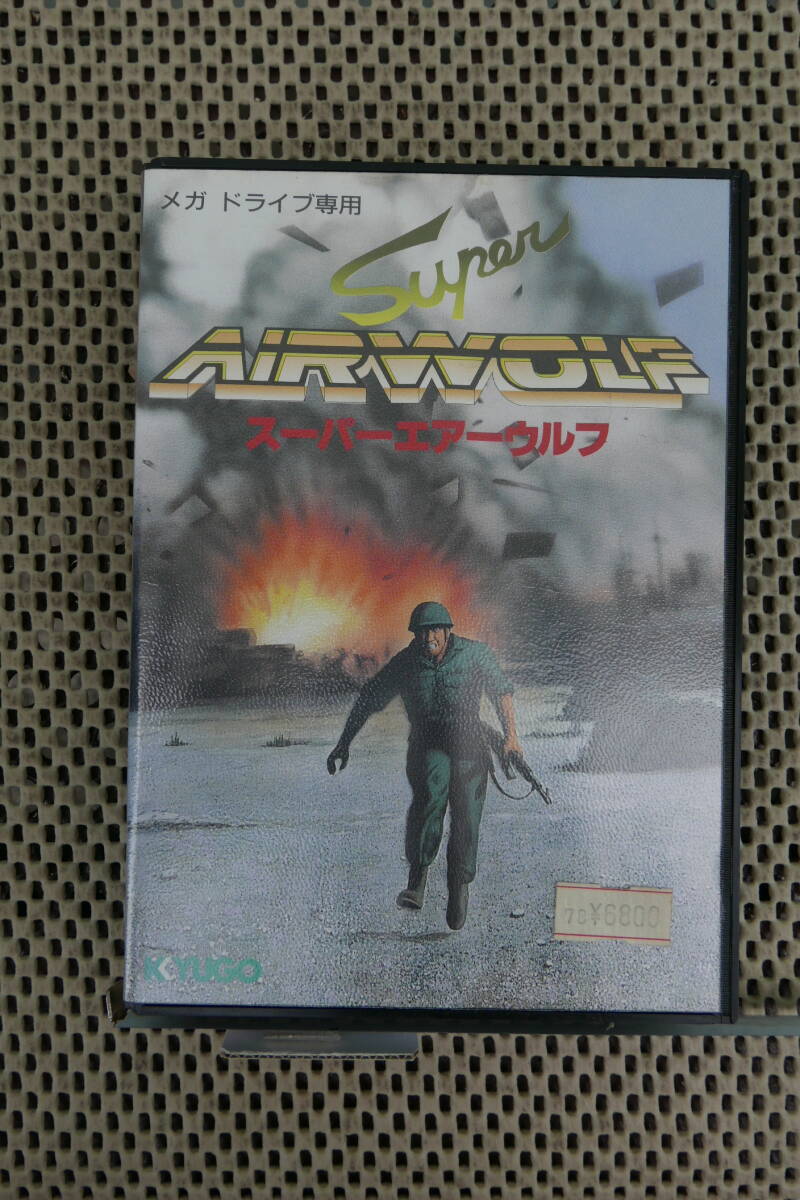 メガ ドライブ専用
Super
AIRWOLF
スーパーエアーウルフ
78 ¥6800
KYUGO